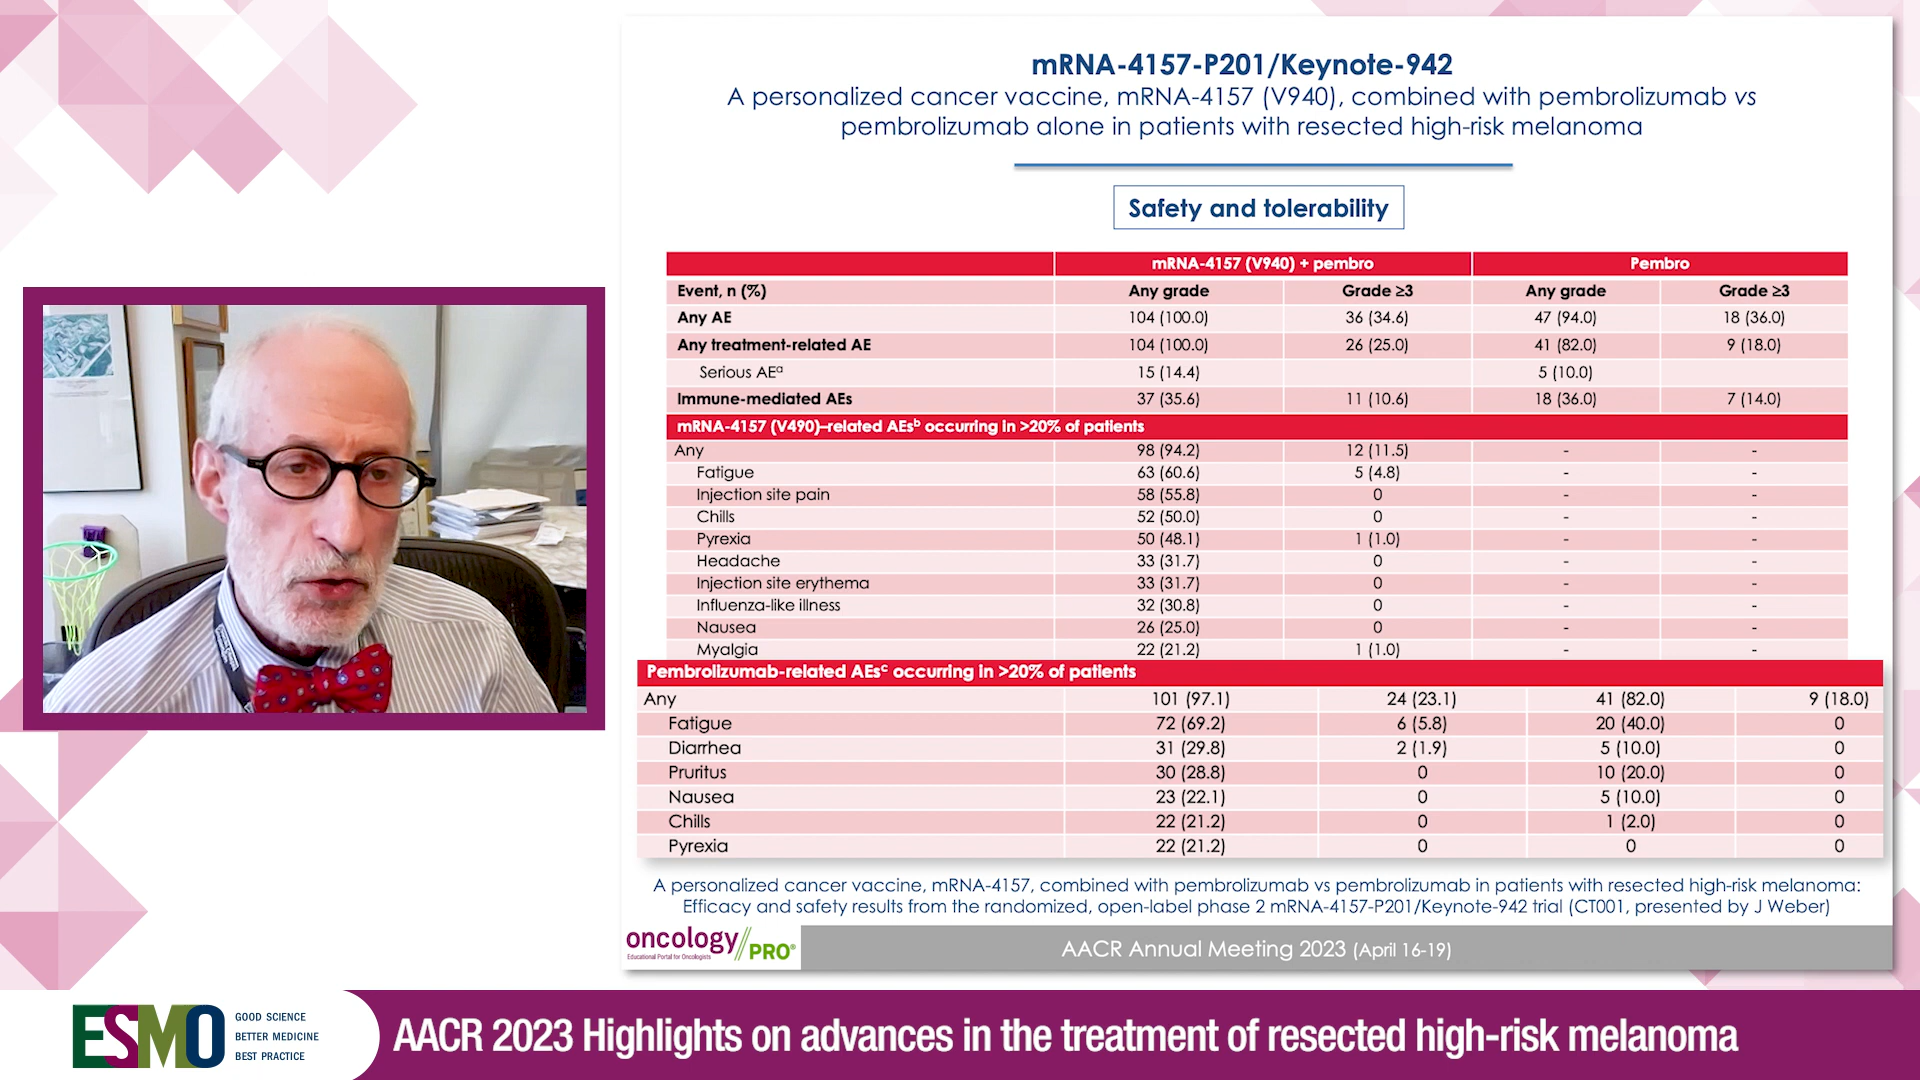 mRNA-4157-P201/Keynote-942
A personalized cancer vaccine, mRNA-4157 (V940), combined with pembrolizumab vs
pembrolizumab alone in patients with resected high-risk melanoma
Safety and tolerability
mRNA-4157 (V940) + pembro Pembro
Event, n (%) Any grade Grade ≥3 Any grade Grade ≥3
Any AE 104 (100.0) 36 (34.6) 47 (94.0) 18 (36.0)
Any treatment-related AE 104 (100.0) 26 (25.0) 41 (82.0) 9 (18.0)
Serious AEᵃ 15 (14.4) 5 (10.0)
Immune-mediated AEs 37 (35.6) 11 (10.6) 18 (36.0) 7 (14.0)
mRNA-4157 (V490)–related AEsᵇ occurring in >20% of patients
Any 98 (94.2) 12 (11.5) - -
Fatigue 63 (60.6) 5 (4.8) - -
Injection site pain 58 (55.8) 0 - -
Chills 52 (50.0) 0 - -
Pyrexia 50 (48.1) 1 (1.0) - -
Headache 33 (31.7) 0 - -
Injection site erythema 33 (31.7) 0 - -
Influenza-like illness 32 (30.8) 0 - -
Nausea 26 (25.0) 0 - -
Myalgia 22 (21.2) 1 (1.0) - -
Pembrolizumab-related AEsᶜ occurring in >20% of patients
Any 101 (97.1) 24 (23.1) 41 (82.0) 9 (18.0)
Fatigue 72 (69.2) 6 (5.8) 20 (40.0) 0
Diarrhea 31 (29.8) 2 (1.9) 5 (10.0) 0
Pruritus 30 (28.8) 0 10 (20.0) 0
Nausea 23 (22.1) 0 5 (10.0) 0
Chills 22 (21.2) 0 1 (2.0) 0
Pyrexia 22 (21.2) 0 0 0
A personalized cancer vaccine, mRNA-4157, combined with pembrolizumab vs pembrolizumab in patients with resected high-risk melanoma:
Efficacy and safety results from the randomized, open-label phase 2 mRNA-4157-P201/Keynote-942 trial (CT001, presented by J Weber)
oncology//PRO®
Educational Portal for Oncologists
AACR Annual Meeting 2023 (April 16-19)
ESMO
GOOD SCIENCE
BETTER MEDICINE
BEST PRACTICE
AACR 2023 Highlights on advances in the treatment of resected high-risk melanoma